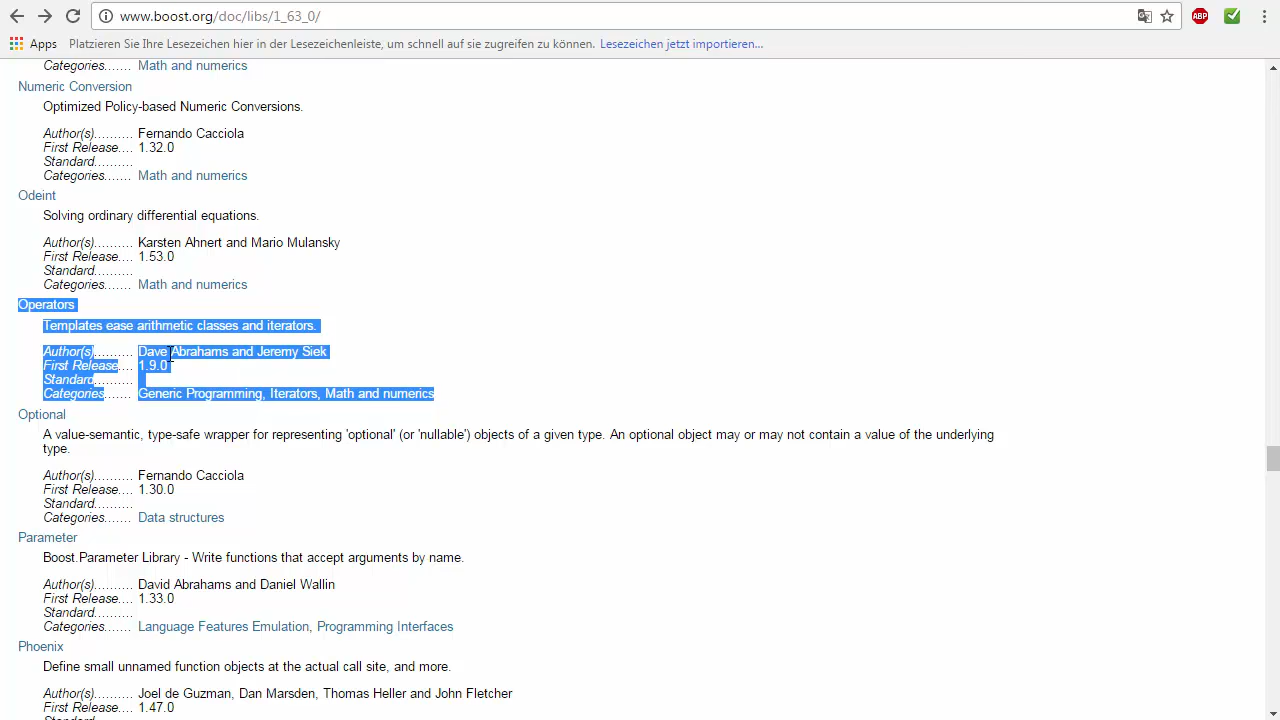 www.boost.org/doc/libs/1_63_0/
ABP
Apps Platzieren Sie Ihre Lesezeichen hier in der Lesezeichenleiste, um schnell auf sie zugreifen zu können. Lesezeichen jetzt importieren...
Categories....... Math and numerics
Numeric Conversion
Optimized Policy-based Numeric Conversions.
Author(s).......... Fernando Cacciola
First Release.... 1.32.0
Standard..........
Categories....... Math and numerics
Odeint
Solving ordinary differential equations.
Author(s).......... Karsten Ahnert and Mario Mulansky
First Release.... 1.53.0
Standard..........
Categories....... Math and numerics
Operators
Templates ease arithmetic classes and iterators.
Author(s).......... Dave Abrahams and Jeremy Siek
First Release.... 1.9.0
Standard..........
Categories....... Generic Programming, Iterators, Math and numerics
Optional
A value-semantic, type-safe wrapper for representing 'optional' (or 'nullable') objects of a given type. An optional object may or may not contain a value of the underlying
type.
Author(s).......... Fernando Cacciola
First Release.... 1.30.0
Standard..........
Categories....... Data structures
Parameter
Boost.Parameter Library - Write functions that accept arguments by name.
Author(s).......... David Abrahams and Daniel Wallin
First Release.... 1.33.0
Standard..........
Categories....... Language Features Emulation, Programming Interfaces
Phoenix
Define small unnamed function objects at the actual call site, and more.
Author(s).......... Joel de Guzman, Dan Marsden, Thomas Heller and John Fletcher
First Release.... 1.47.0